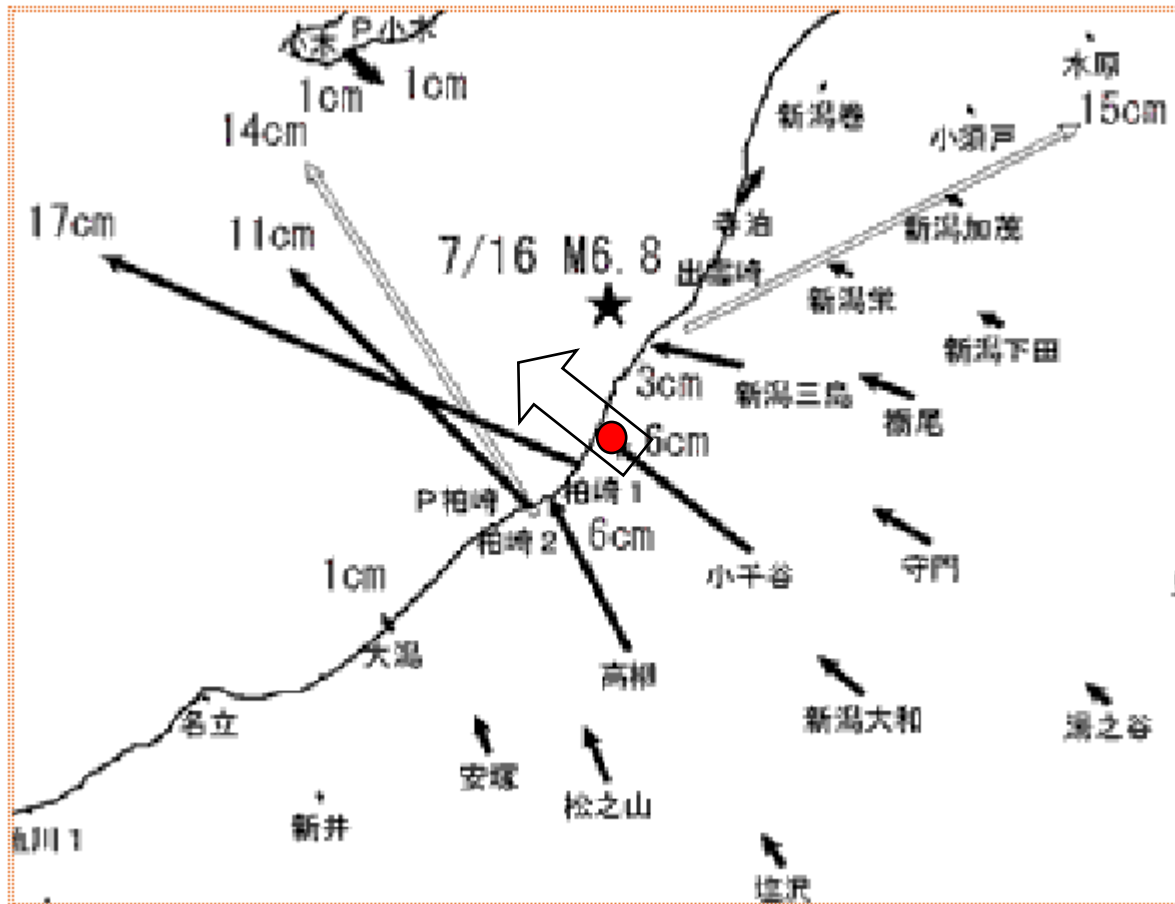 P小木
小木
水原
1cm
1cm
新潟巻
15cm
14cm
小須戸
17cm
11cm
寺泊
新潟加茂
7/16 M6.8
出雲崎
新潟栄
新潟下田
3cm
新潟三島
栃尾
6cm
P柏崎
柏崎1
柏崎2
6cm
小千谷
守門
1cm
大潟
高柳
名立
新潟大和
湯之谷
安塚
松之山
新井
塩沢